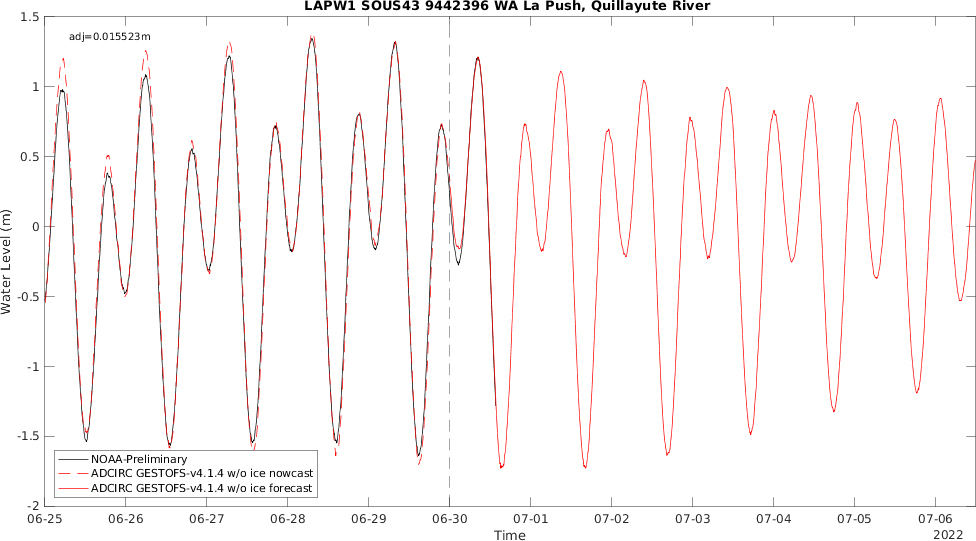 LAPW1 SOUS43 9442396 WA La Push, Quillayute River
adj=0.015523m
1.5
1
0.5
0
-0.5
-1
-1.5
-2
Water Level (m)
NOAA-Preliminary
ADCIRC GESTOFS-v4.1.4 w/o ice nowcast
ADCIRC GESTOFS-v4.1.4 w/o ice forecast
06-25 06-26 06-27 06-28 06-29 06-30 07-01 07-02 07-03 07-04 07-05 07-06
Time
2022